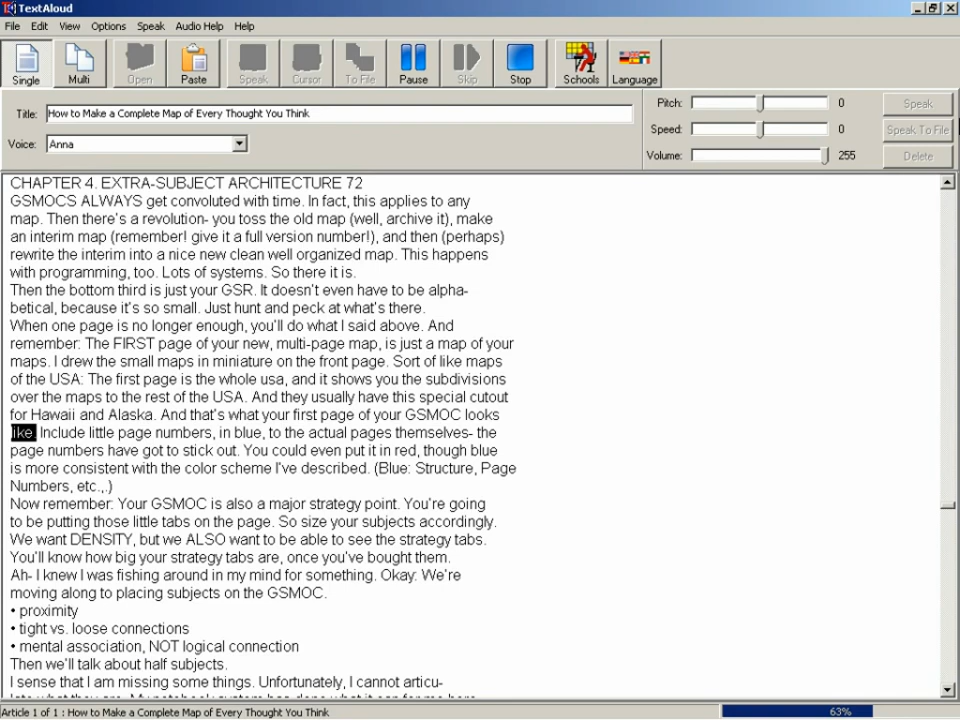 TextAloud
File Edit View Options Speak Audio Help Help
Single Multi Open Paste Speak Cursor To File Pause Skip Stop Schools Language
Title: How to Make a Complete Map of Every Thought You Think
Voice: Anna
Pitch: 0 Speak
Speed: 0 Speak To File
Volume: 255 Delete
CHAPTER 4. EXTRA-SUBJECT ARCHITECTURE 72
GSMOCS ALWAYS get convoluted with time. In fact, this applies to any
map. Then there's a revolution- you toss the old map (well, archive it), make
an interim map (remember! give it a full version number!), and then (perhaps)
rewrite the interim into a nice new clean well organized map. This happens
with programming, too. Lots of systems. So there it is.
Then the bottom third is just your GSR. It doesn't even have to be alpha-
betical, because it's so small. Just hunt and peck at what's there.
When one page is no longer enough, you'll do what I said above. And
remember: The FIRST page of your new, multi-page map, is just a map of your
maps. I drew the small maps in miniature on the front page. Sort of like maps
of the USA: The first page is the whole usa, and it shows you the subdivisions
over the maps to the rest of the USA. And they usually have this special cutout
for Hawaii and Alaska. And that's what your first page of your GSMOC looks
like. Include little page numbers, in blue, to the actual pages themselves- the
page numbers have got to stick out. You could even put it in red, though blue
is more consistent with the color scheme I've described. (Blue: Structure, Page
Numbers, etc.,.)
Now remember: Your GSMOC is also a major strategy point. You're going
to be putting those little tabs on the page. So size your subjects accordingly.
We want DENSITY, but we ALSO want to be able to see the strategy tabs.
You'll know how big your strategy tabs are, once you've bought them.
Ah- I knew I was fishing around in my mind for something. Okay: We're
moving along to placing subjects on the GSMOC.
• proximity
• tight vs. loose connections
• mental association, NOT logical connection
Then we'll talk about half subjects.
I sense that I am missing some things. Unfortunately, I cannot articu-
late what they are. My notebook system has done what it can for me here
Article 1 of 1 : How to Make a Complete Map of Every Thought You Think 63%